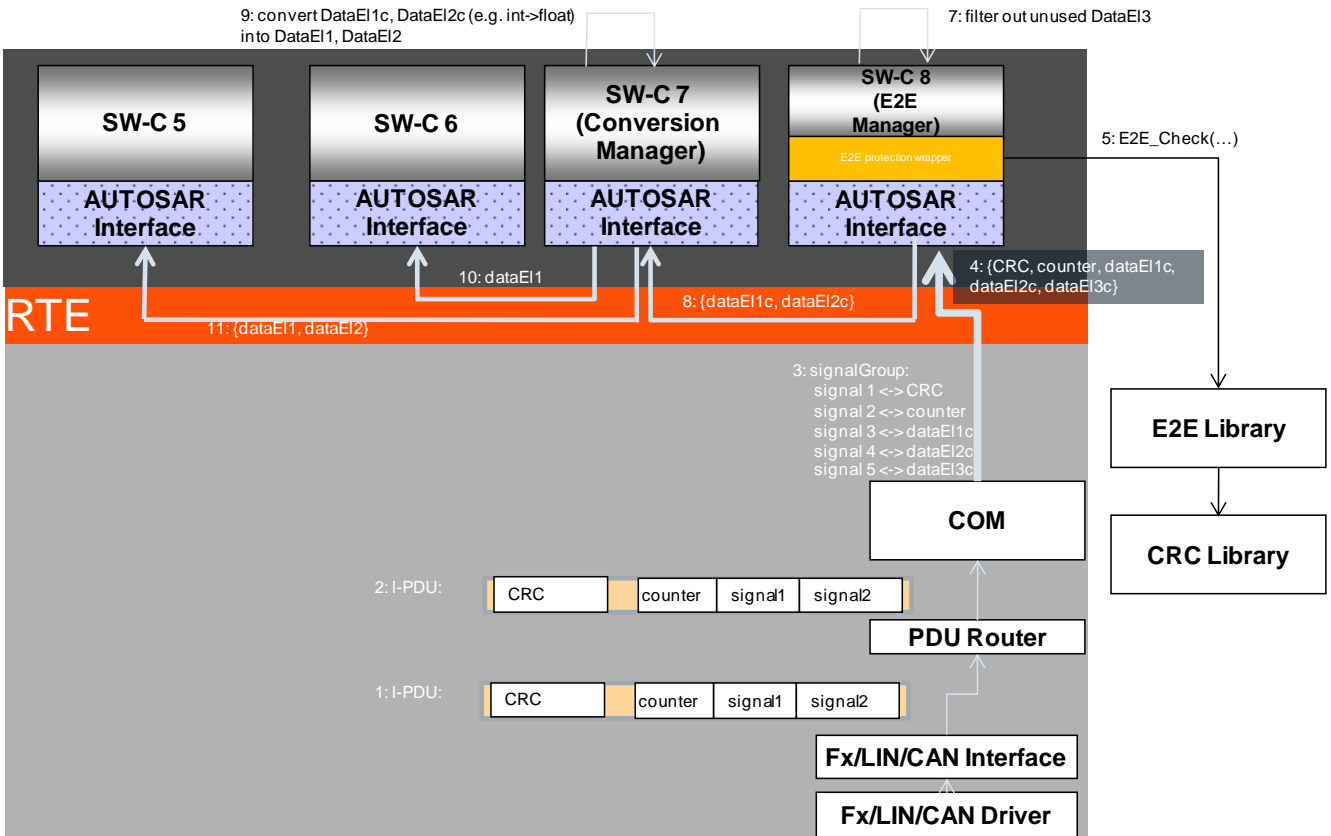 9: convert DataEl1c, DataEl2c (e.g. int->float)
into DataEl1, DataEl2
7: filter out unused DataEl3
SW-C 5
AUTOSAR
Interface
SW-C 6
AUTOSAR
Interface
SW-C 7
(Conversion
Manager)
AUTOSAR
Interface
SW-C 8
(E2E
Manager)
E2E protection wrapper
AUTOSAR
Interface
5: E2E_Check(…)
4: {CRC, counter, dataEl1c,
dataEl2c, dataEl3c}
10: dataEl1
8: {dataEl1c, dataEl2c}
RTE
11: {dataEl1, dataEl2}
3: signalGroup:
signal 1 <-> CRC
signal 2 <-> counter
signal 3 <-> dataEl1c
signal 4 <-> dataEl2c
signal 5 <-> dataEl3c
E2E Library
COM
CRC Library
2: I-PDU:
CRC
counter
signal1
signal2
PDU Router
1: I-PDU:
CRC
counter
signal1
signal2
Fx/LIN/CAN Interface
Fx/LIN/CAN Driver